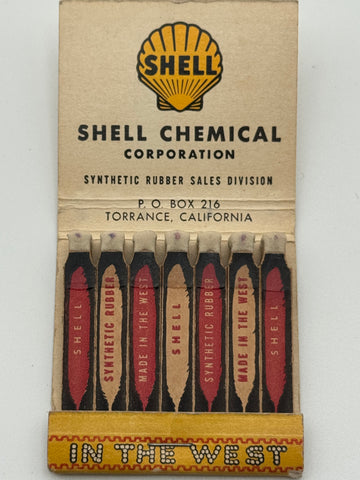 SHELL
SHELL CHEMICAL
CORPORATION
SYNTHETIC RUBBER SALES DIVISION
P. O. BOX 216
TORRANCE, CALIFORNIA
SHELL
SYNTHETIC RUBBER
MADE IN THE WEST
SHELL
SYNTHETIC RUBBER
MADE IN THE WEST
SHELL
IN THE WEST